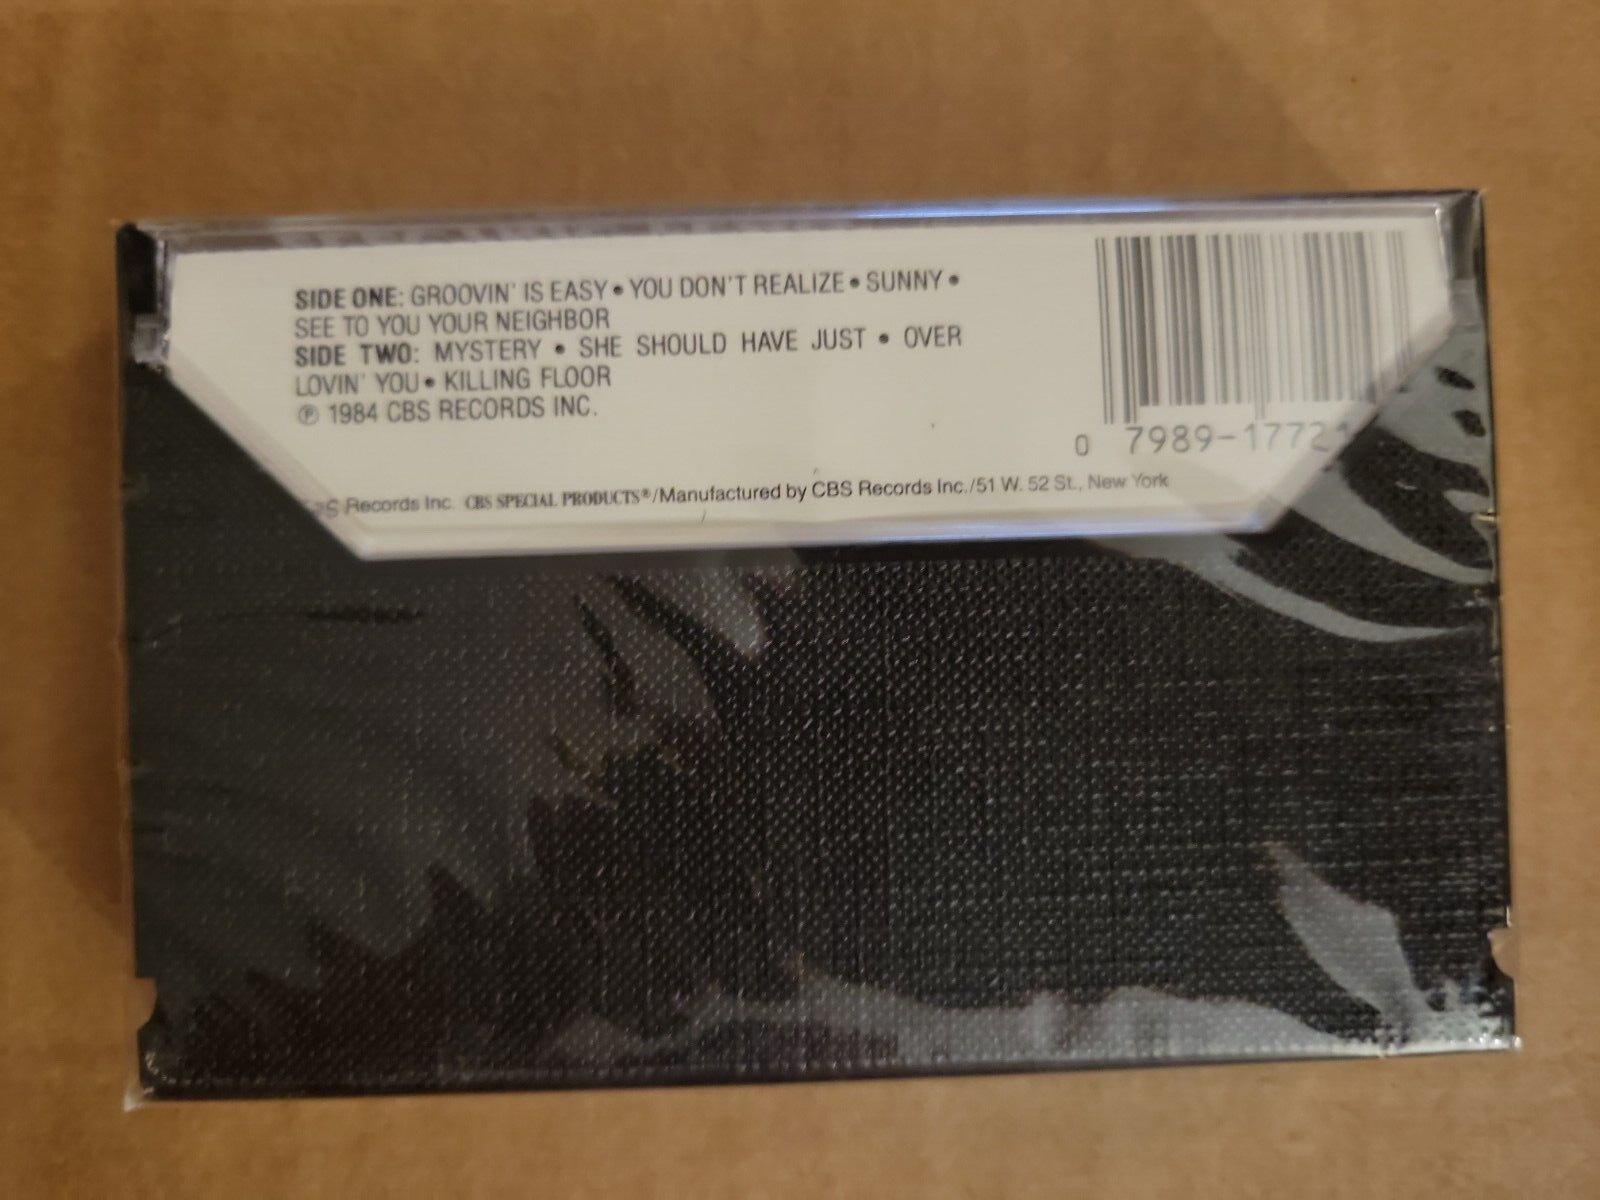 SIDE ONE: GROOVIN' IS EASY • YOU DON'T REALIZE • SUNNY •
SEE TO YOU YOUR NEIGHBOR
SIDE TWO: MYSTERY • SHE SHOULD HAVE JUST • OVER
LOVIN' YOU • KILLING FLOOR
℗ 1984 CBS RECORDS INC.
0 7989-1772
Records Inc. CBS SPECIAL PRODUCTS®/Manufactured by CBS Records Inc./51 W. 52 St., New York